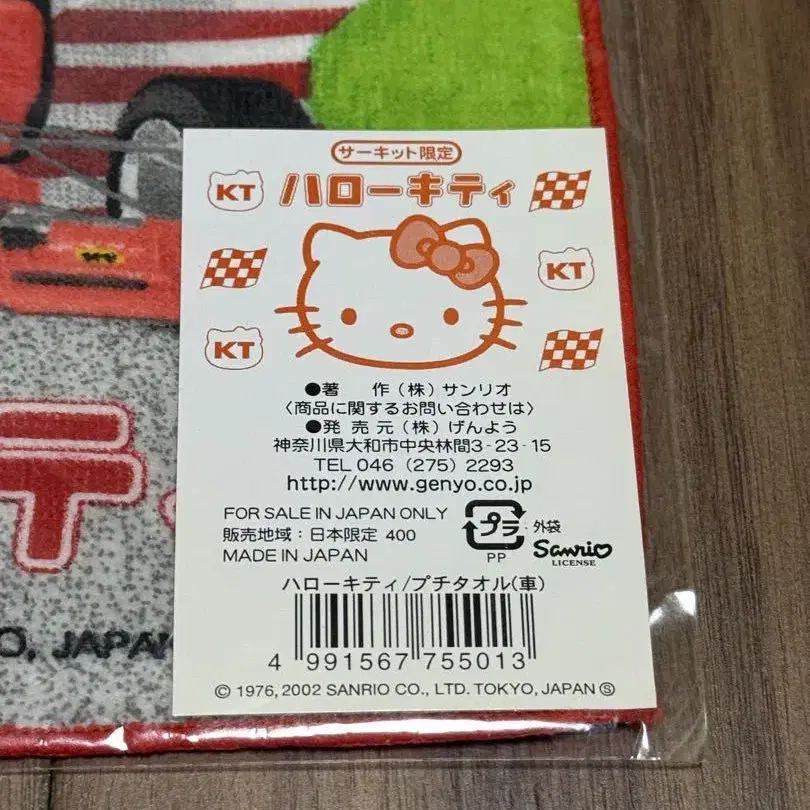 サーキット限定
KT ハローキティ
KT
KT
●著 作(株)サンリオ
〈商品に関するお問い合わせは〉
●発 売 元(株)げんよう
神奈川県大和市中央林間3-23-15
TEL 046 (275) 2293
http://www.genyo.co.jp
FOR SALE IN JAPAN ONLY
販売地域:日本限定 400
MADE IN JAPAN
プラ :外袋
PP
Sanrio
LICENSE
ハローキティ/プチタオル(車)
4 991567 755013
© 1976, 2002 SANRIO CO., LTD. TOKYO, JAPAN Ⓢ
テ
O, JAPAN